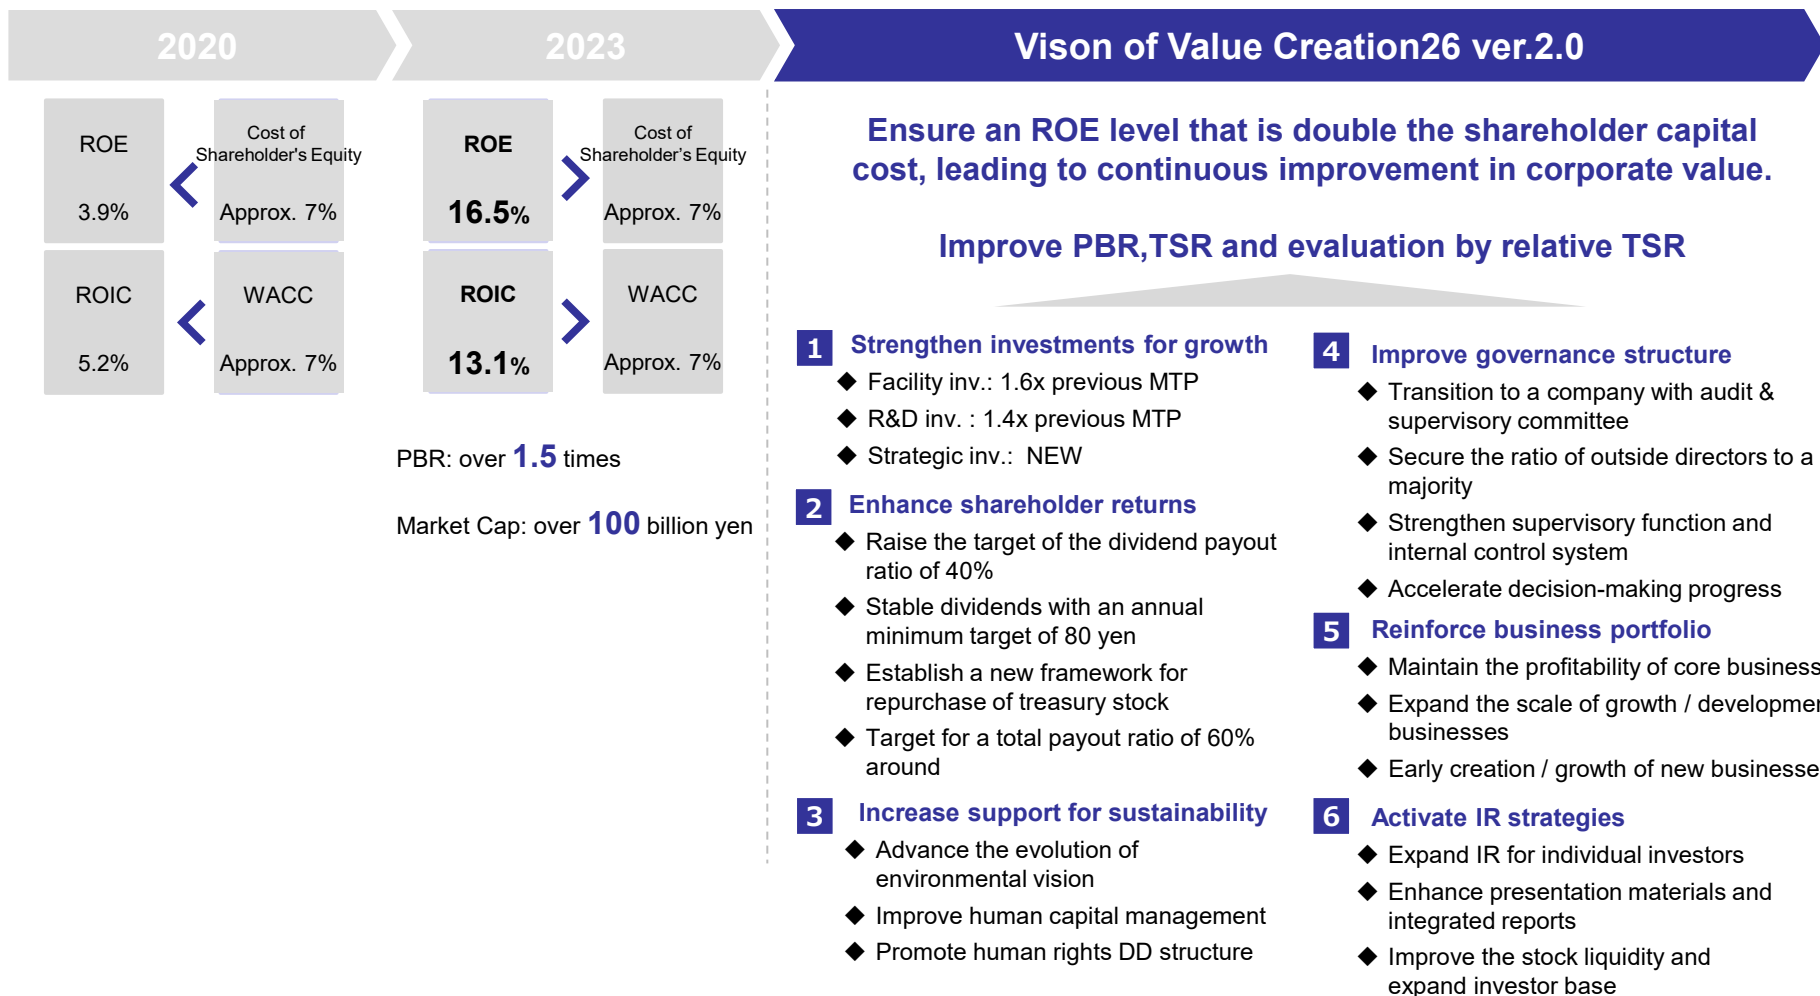 2020
2023
Vison of Value Creation26 ver.2.0
ROE
3.9%
Cost of
Shareholder's Equity
Approx. 7%
ROIC
5.2%
WACC
Approx. 7%
ROE
16.5%
Cost of
Shareholder's Equity
Approx. 7%
ROIC
13.1%
WACC
Approx. 7%
PBR: over 1.5 times
Market Cap: over 100 billion yen
Ensure an ROE level that is double the shareholder capital
cost, leading to continuous improvement in corporate value.
Improve PBR,TSR and evaluation by relative TSR
1 Strengthen investments for growth
◆ Facility inv.: 1.6x previous MTP
◆ R&D inv. : 1.4x previous MTP
◆ Strategic inv.: NEW
2 Enhance shareholder returns
◆ Raise the target of the dividend payout
ratio of 40%
◆ Stable dividends with an annual
minimum target of 80 yen
◆ Establish a new framework for
repurchase of treasury stock
◆ Target for a total payout ratio of 60%
around
3 Increase support for sustainability
◆ Advance the evolution of
environmental vision
◆ Improve human capital management
◆ Promote human rights DD structure
4 Improve governance structure
◆ Transition to a company with audit &
supervisory committee
◆ Secure the ratio of outside directors to a
majority
◆ Strengthen supervisory function and
internal control system
◆ Accelerate decision-making progress
5 Reinforce business portfolio
◆ Maintain the profitability of core business
◆ Expand the scale of growth / developmen
businesses
◆ Early creation / growth of new businesse
6 Activate IR strategies
◆ Expand IR for individual investors
◆ Enhance presentation materials and
integrated reports
◆ Improve the stock liquidity and
expand investor base